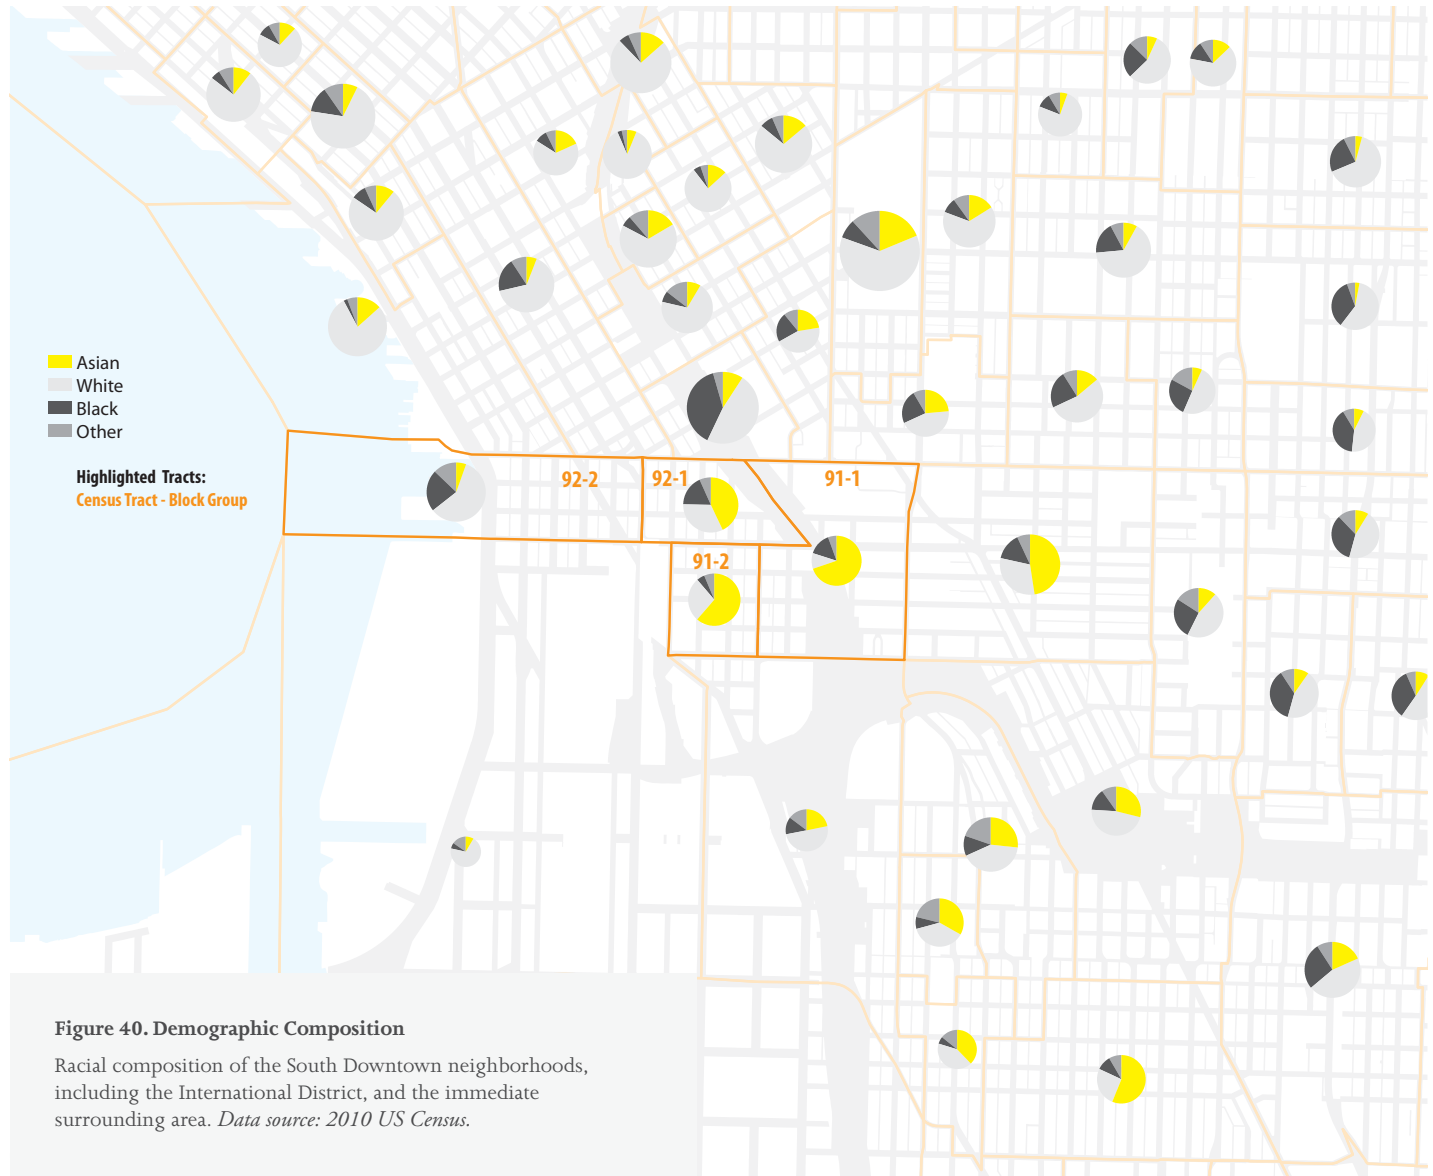 Asian
White
Black
Other
Highlighted Tracts:
Census Tract - Block Group
92-2
92-1
91-1
91-2
Figure 40. Demographic Composition
Racial composition of the South Downtown neighborhoods,
including the International District, and the immediate
surrounding area. Data source: 2010 US Census.